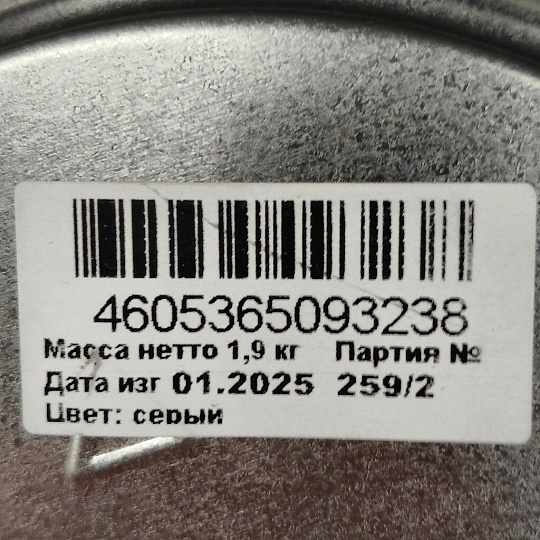 4605365093238
Масса нетто 1,9 кг Партия №
Дата изг 01.2025 259/2
Цвет: серый